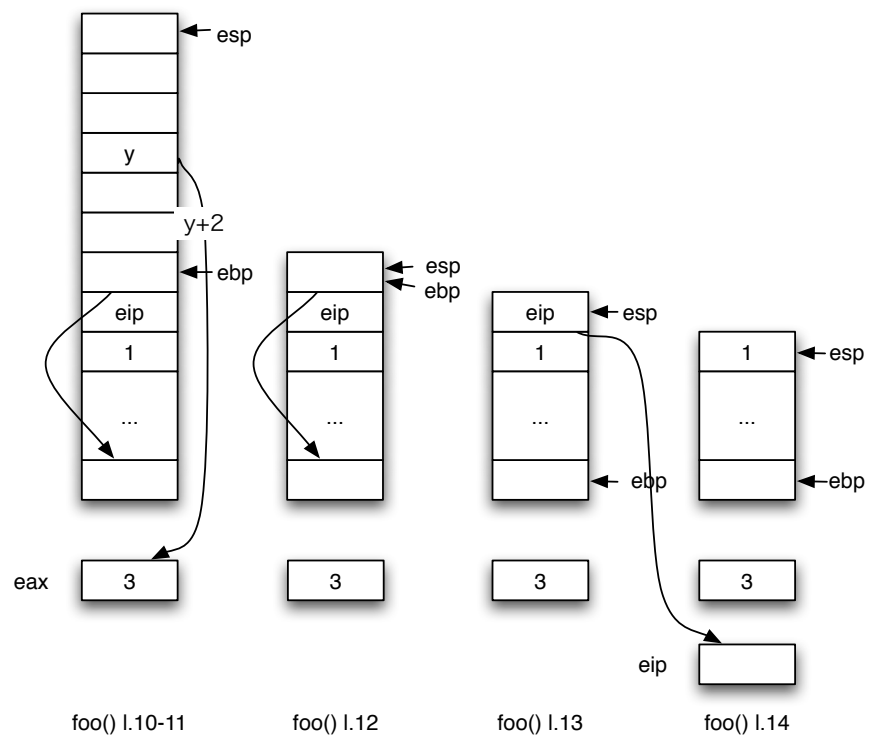 esp
y
y+2
ebp
esp
ebp
eip
eip
eip
esp
1
1
1
1
esp
...
...
...
...
ebp
ebp
eax
3
3
3
3
eip
foo() l.10-11
foo() l.12
foo() l.13
foo() l.14